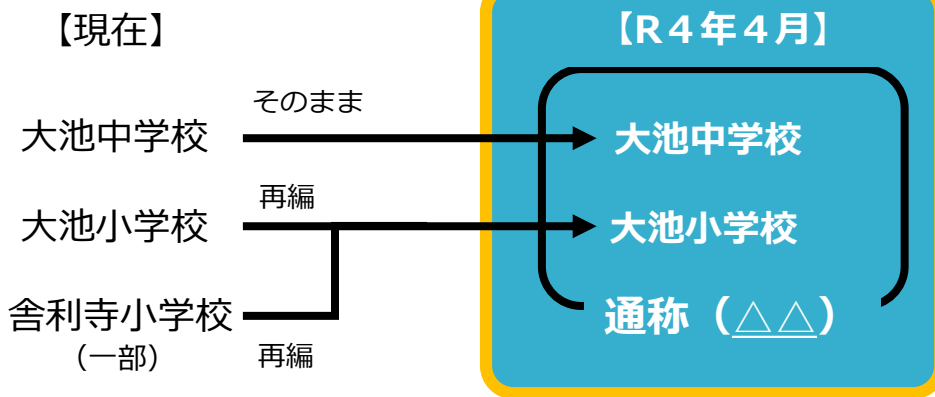 【現在】
【R４年４月】
そのまま
大池中学校
大池中学校
再編
大池小学校
大池小学校
舎利寺小学校
（一部）
再編
通称（△△）